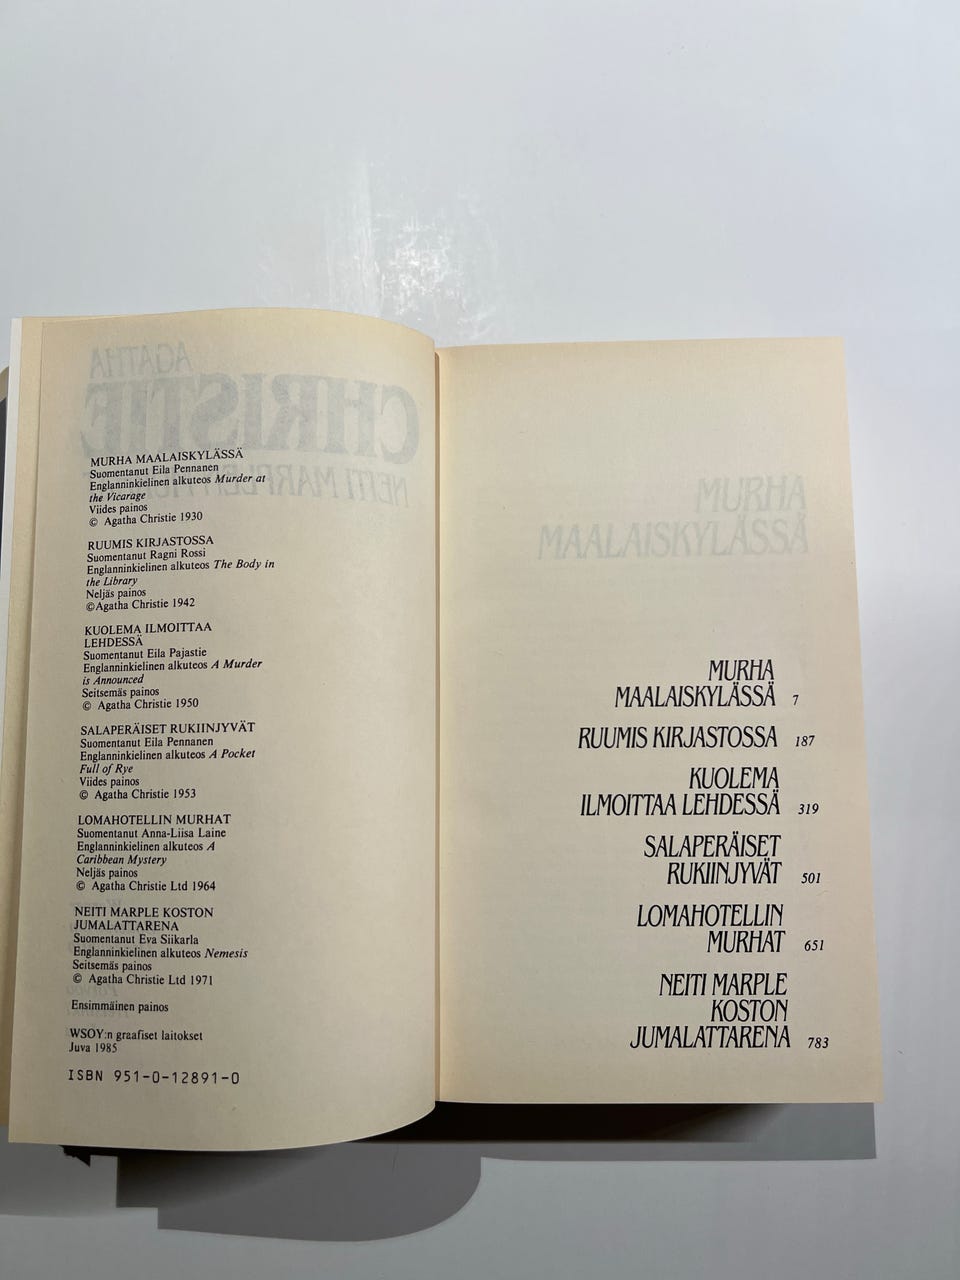 MURHA MAALAISKYLÄSSÄ
Suomentanut Eila Pennanen
Englanninkielinen alkuteos Murder at
the Vicarage
Viides painos
© Agatha Christie 1930
RUUMIS KIRJASTOSSA
Suomentanut Ragni Rossi
Englanninkielinen alkuteos The Body in
the Library
Neljäs painos
©Agatha Christie 1942
KUOLEMA ILMOITTAA
LEHDESSÄ
Suomentanut Eila Pajastie
Englanninkielinen alkuteos A Murder
is Announced
Seitsemäs painos
© Agatha Christie 1950
SALAPERÄISET RUKIINJYVÄT
Suomentanut Eila Pennanen
Englanninkielinen alkuteos A Pocket
Full of Rye
Viides painos
© Agatha Christie 1953
LOMAHOTELLIN MURHAT
Suomentanut Anna-Liisa Laine
Englanninkielinen alkuteos A
Caribbean Mystery
Neljäs painos
© Agatha Christie Ltd 1964
NEITI MARPLE KOSTON
JUMALATTARENA
Suomentanut Eva Siikarla
Englanninkielinen alkuteos Nemesis
Seitsemäs painos
© Agatha Christie Ltd 1971
Ensimmäinen painos
WSOY:n graafiset laitokset
Juva 1985
ISBN 951-0-12891-0
AGATHA
CHRISTIE
NEITI MARPLE
MURHA
MAALAISKYLÄSSÄ
MURHA
MAALAISKYLÄSSÄ 7
RUUMIS KIRJASTOSSA 187
KUOLEMA
ILMOITTAA LEHDESSÄ 319
SALAPERÄISET
RUKIINJYVÄT 501
LOMAHOTELLIN
MURHAT 651
NEITI MARPLE
KOSTON
JUMALATTARENA 783